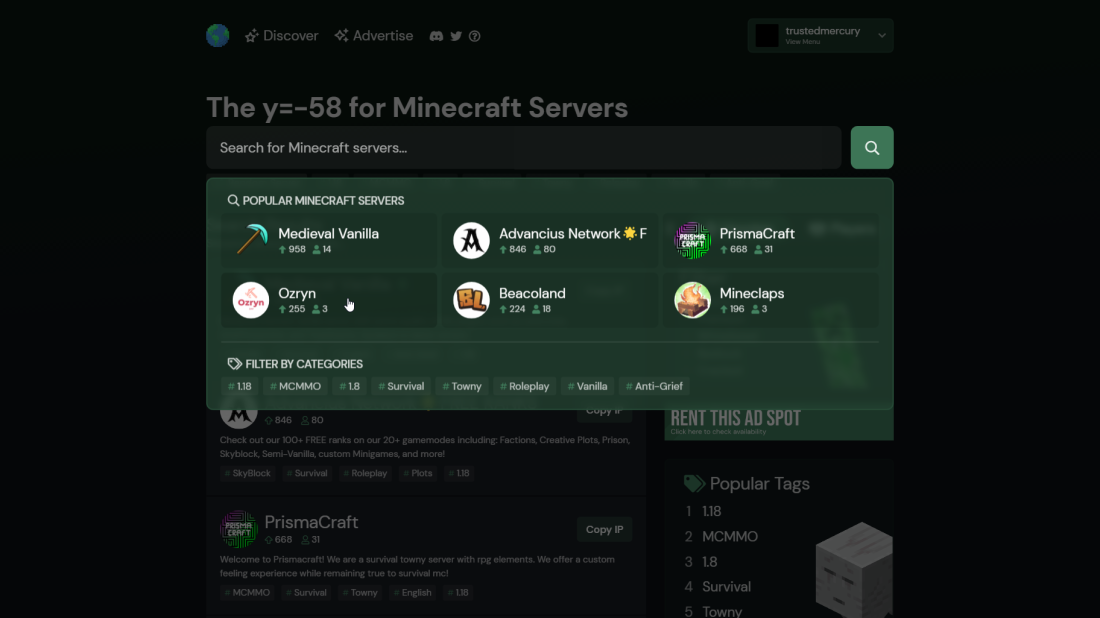 Discover Advertise trustedmercury
View Menu
The y=-58 for Minecraft Servers
Search for Minecraft servers...
POPULAR MINECRAFT SERVERS
Medieval Vanilla
958 14
Advancius Network🌟F
846 80
PRISMA CRAFT
PrismaCraft
668 31
Ozryn
Ozryn
255 3
BL
Beacoland
224 18
Mineclaps
196 3
FILTER BY CATEGORIES
# 1.18 # MCMMO # 1.8 # Survival # Towny # Roleplay # Vanilla # Anti-Grief
846 80
Copy IP
Check out our 100+ FREE ranks on our 20+ gamemodes including: Factions, Creative Plots, Prison,
Skyblock, Semi-Vanilla, custom Minigames, and more!
# SkyBlock # Survival # Roleplay # Plots # 1.18
PRISMA CRAFT
PrismaCraft
668 31
Copy IP
Welcome to Prismacraft! We are a survival towny server with rpg elements. We offer a custom
feeling experience while remaining true to survival mc!
# MCMMO # Survival # Towny # English # 1.18
RENT THIS AD SPOT
Click here to check availability
Popular Tags
1 1.18
2 MCMMO
3 1.8
4 Survival
5 Towny